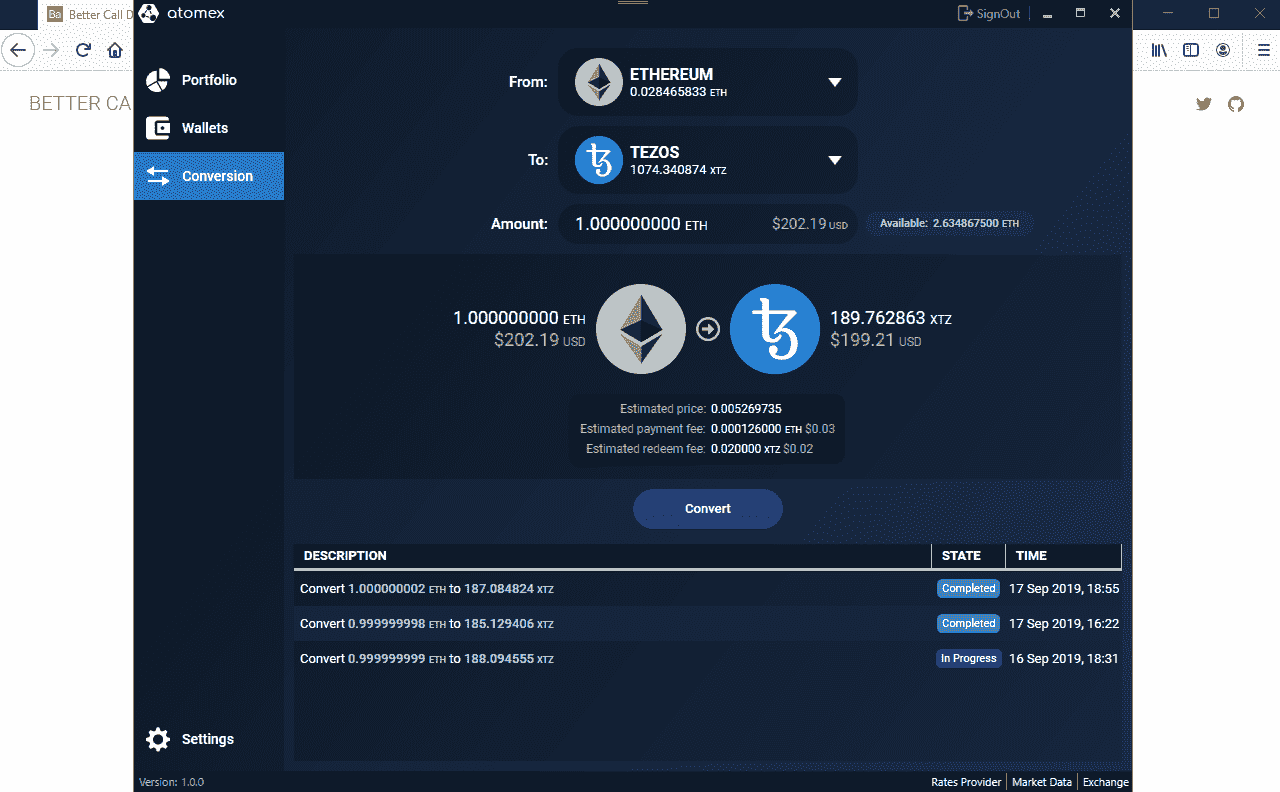 Ba Better Call D
atomex
SignOut
Portfolio
Wallets
Conversion
BETTER CA
From: ETHEREUM
0.028465833 ETH
To: TEZOS
1074.340874 XTZ
Amount: 1.000000000 ETH $202.19 USD Available: 2.634867500 ETH
1.000000000 ETH 189.762863 XTZ
$202.19 USD $199.21 USD
Estimated price: 0.005269735
Estimated payment fee: 0.000126000 ETH $0.03
Estimated redeem fee: 0.020000 XTZ $0.02
Convert
DESCRIPTION STATE TIME
Convert 1.000000002 ETH to 187.084824 XTZ Completed 17 Sep 2019, 18:55
Convert 0.999999998 ETH to 185.129406 XTZ Completed 17 Sep 2019, 16:22
Convert 0.999999999 ETH to 188.094555 XTZ In Progress 16 Sep 2019, 18:31
Settings
Version: 1.0.0
Rates Provider Market Data Exchange